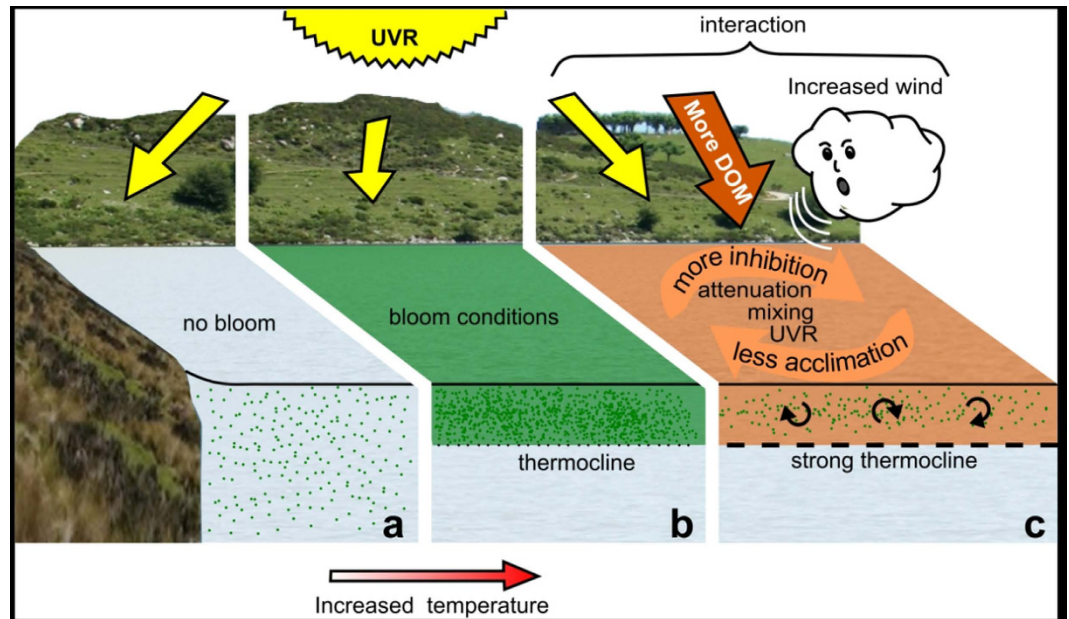 UVR
interaction
Increased wind
More DOM
no bloom
bloom conditions
more inhibition
attenuation
mixing
UVR
less acclimation
thermocline
strong thermocline
a
b
c
Increased temperature